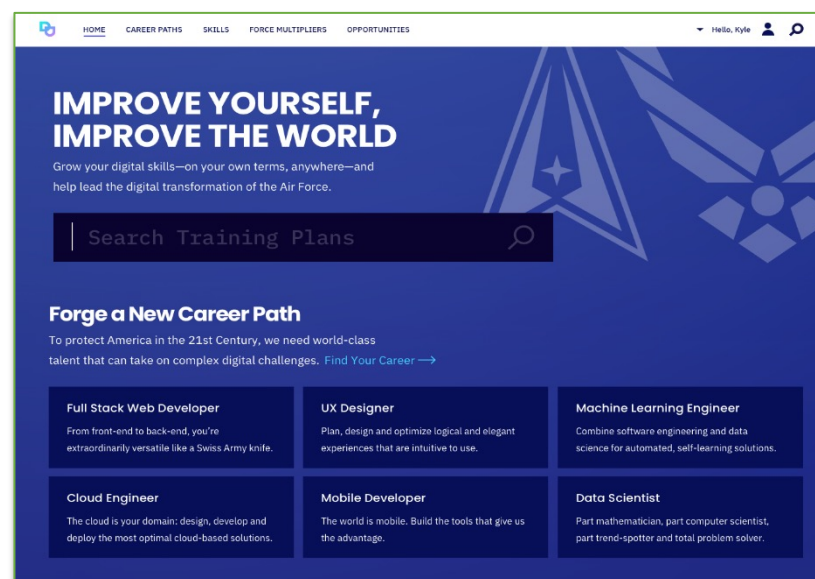 HOME CAREER PATHS SKILLS FORCE MULTIPLIERS OPPORTUNITIES Hello, Kyle
IMPROVE YOURSELF,
IMPROVE THE WORLD
Grow your digital skills—on your own terms, anywhere—and
help lead the digital transformation of the Air Force.
Search Training Plans
Forge a New Career Path
To protect America in the 21st Century, we need world-class
talent that can take on complex digital challenges. Find Your Career →
Full Stack Web Developer
From front-end to back-end, you're
extraordinarily versatile like a Swiss Army knife.
UX Designer
Plan, design and optimize logical and elegant
experiences that are intuitive to use.
Machine Learning Engineer
Combine software engineering and data
science for automated, self-learning solutions.
Cloud Engineer
The cloud is your domain: design, develop and
deploy the most optimal cloud-based solutions.
Mobile Developer
The world is mobile. Build the tools that give us
the advantage.
Data Scientist
Part mathematician, part computer scientist,
part trend-spotter and total problem solver.